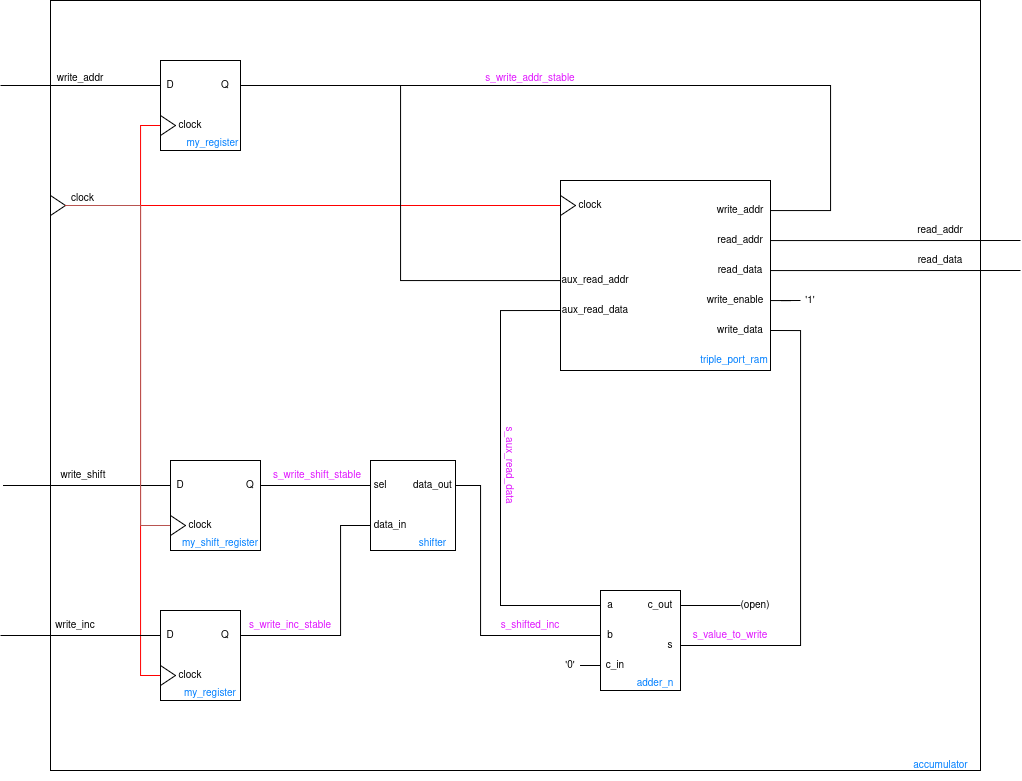 write_addr
D
Q
clock
my_register
s_write_addr_stable
clock
clock
write_addr
read_addr
read_data
write_enable
'1'
write_data
aux_read_addr
aux_read_data
triple_port_ram
read_addr
read_data
s_aux_read_data
write_shift
D
Q
clock
my_shift_register
s_write_shift_stable
sel
data_out
data_in
shifter
write_inc
D
Q
clock
my_register
s_write_inc_stable
s_shifted_inc
'0'
a
c_out
b
s
c_in
adder_n
(open)
s_value_to_write
accumulator